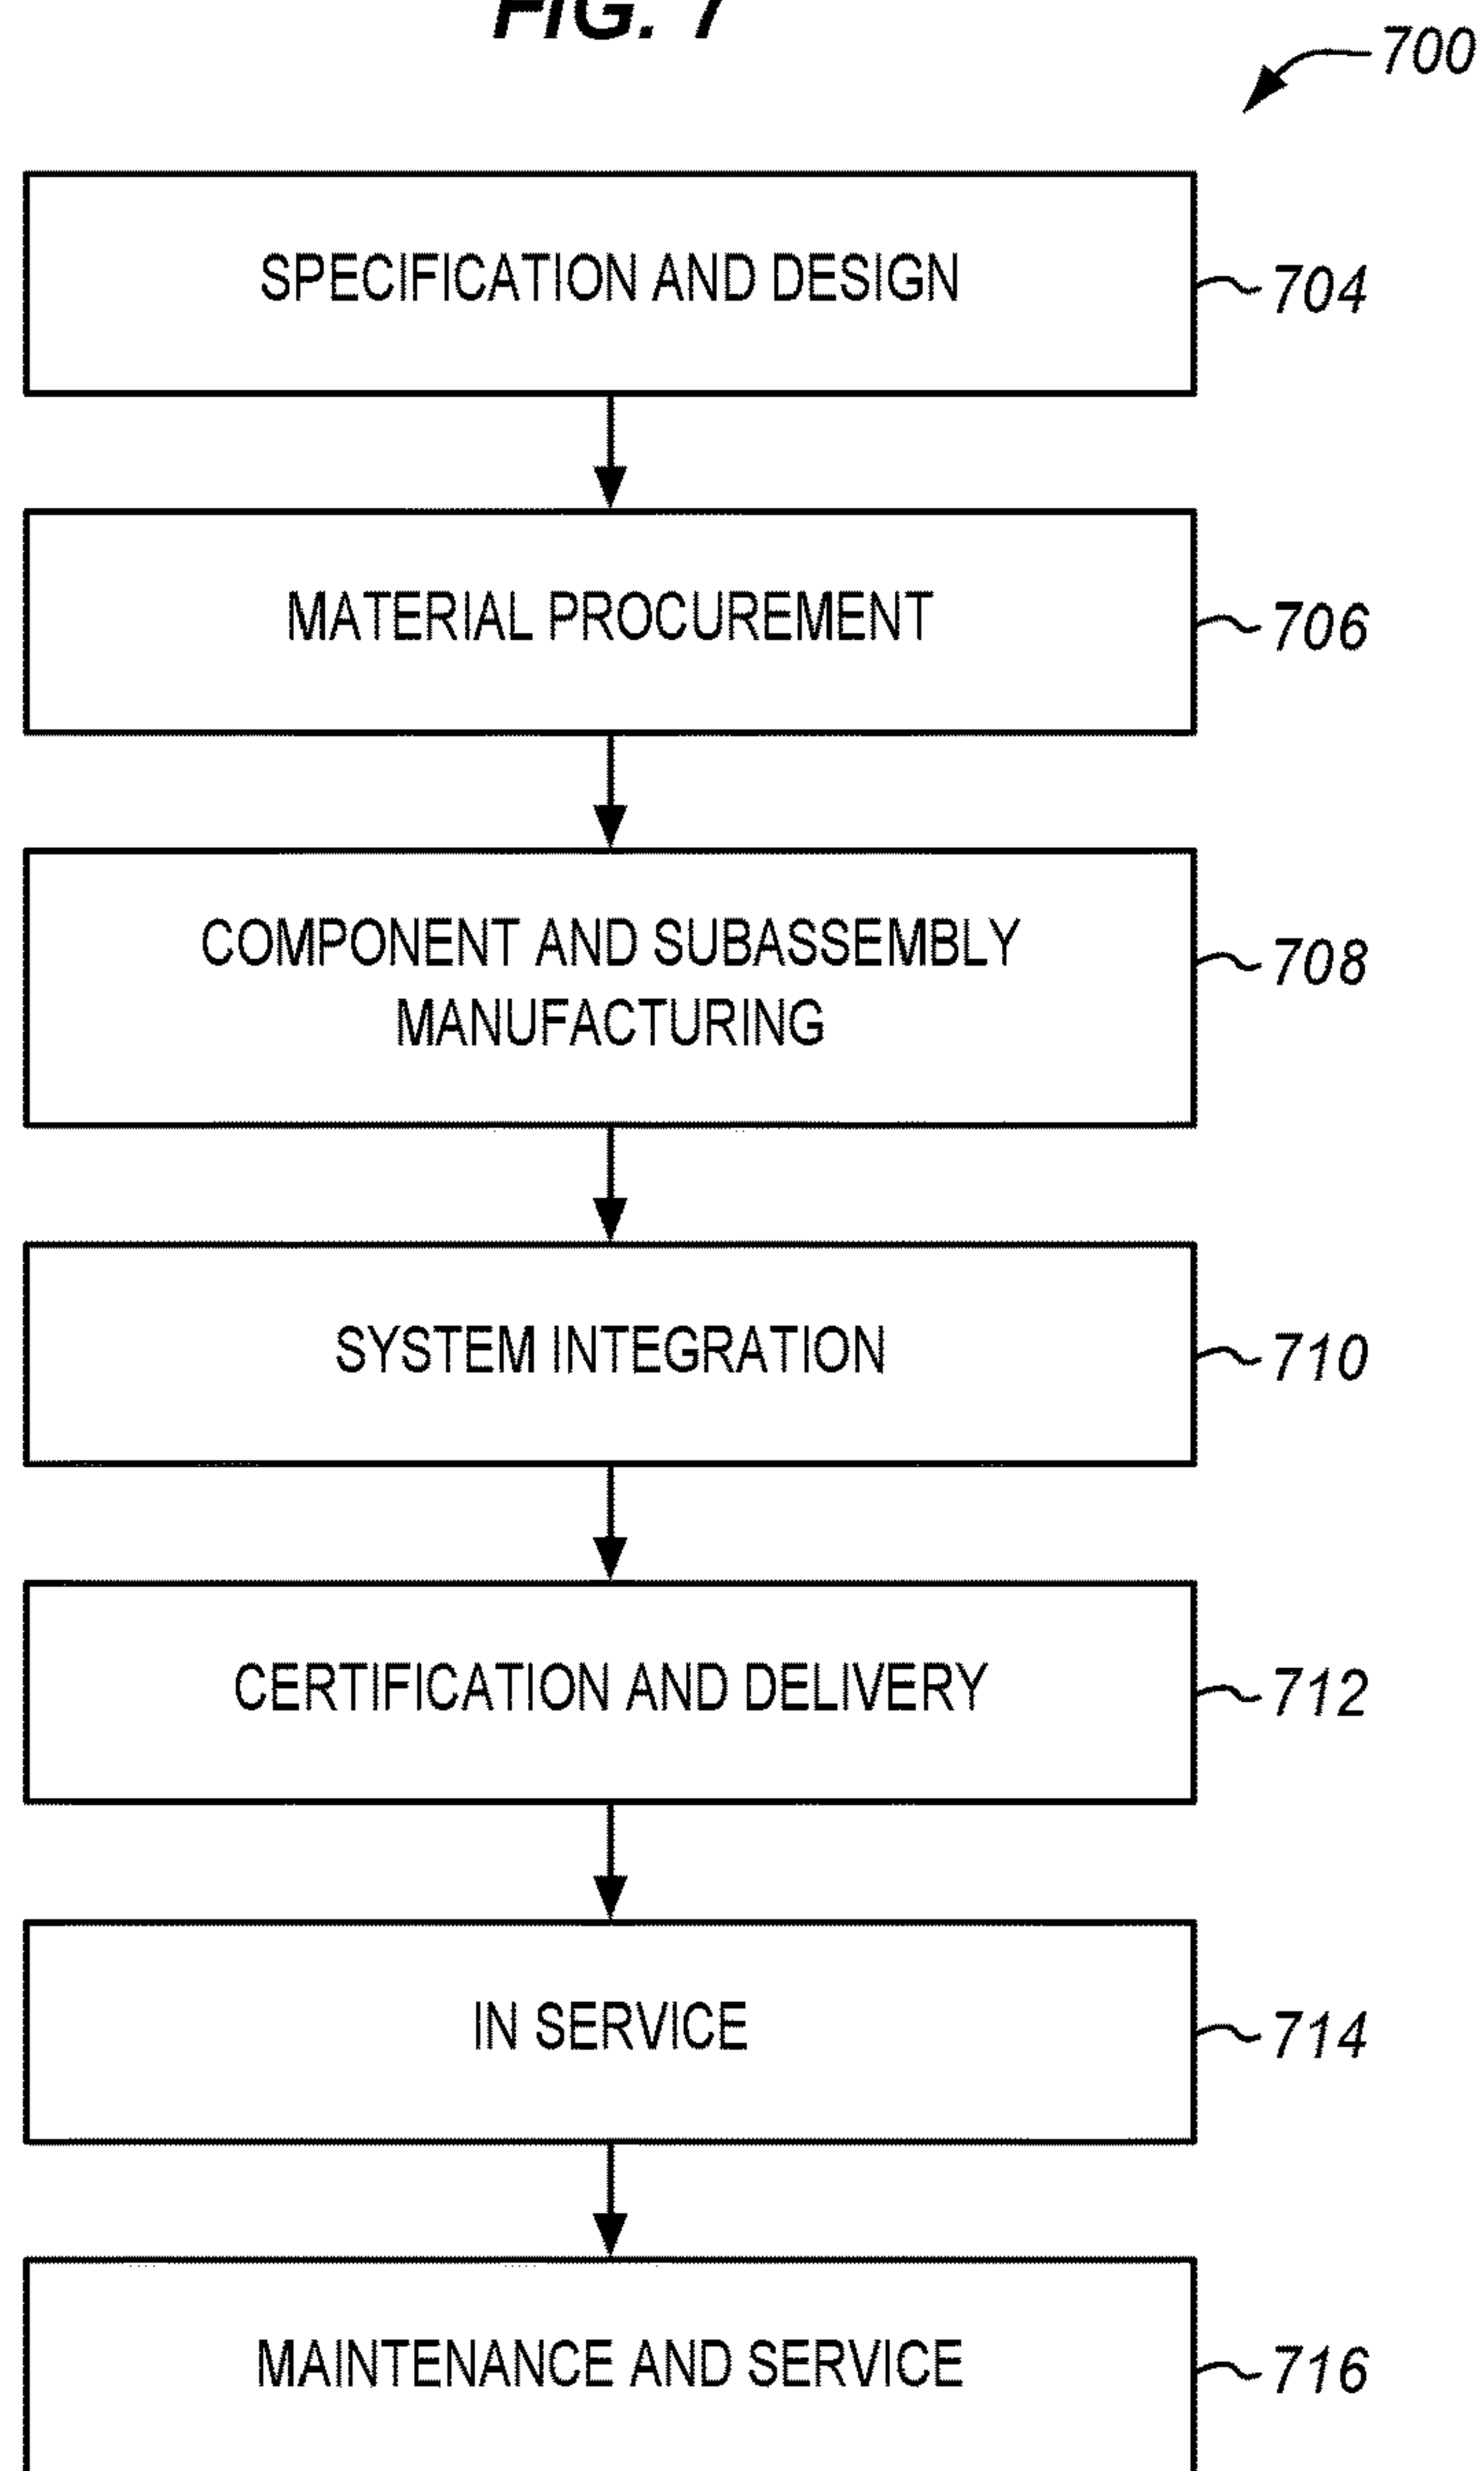 FIG. 7
700
SPECIFICATION AND DESIGN
704
MATERIAL PROCUREMENT
706
COMPONENT AND SUBASSEMBLY
MANUFACTURING
708
SYSTEM INTEGRATION
710
CERTIFICATION AND DELIVERY
712
IN SERVICE
714
MAINTENANCE AND SERVICE
716